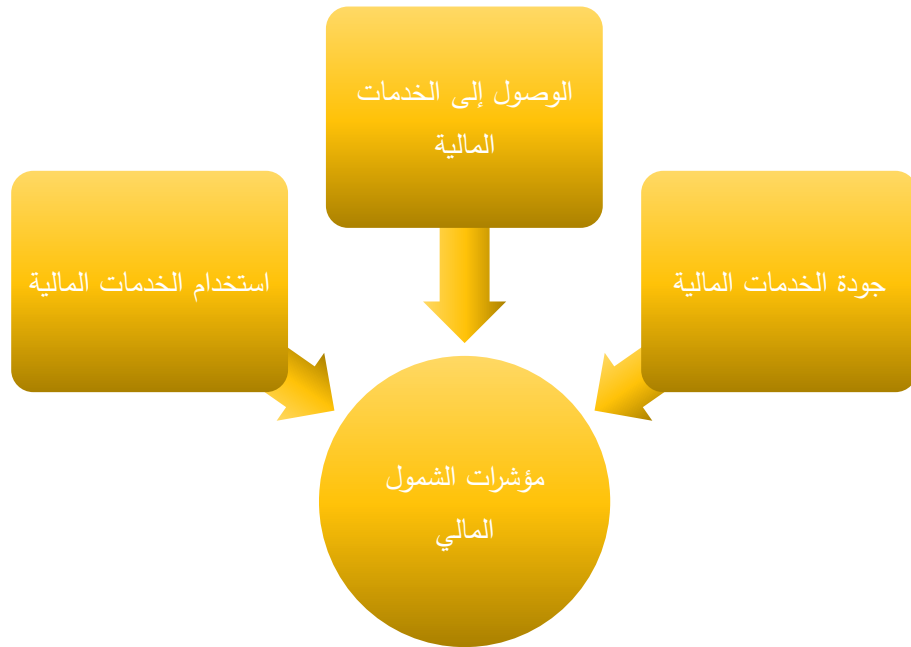 الوصول إلى الخدمات
المالية
جودة الخدمات المالية
استخدام الخدمات المالية
مؤشرات الشمول
المالي